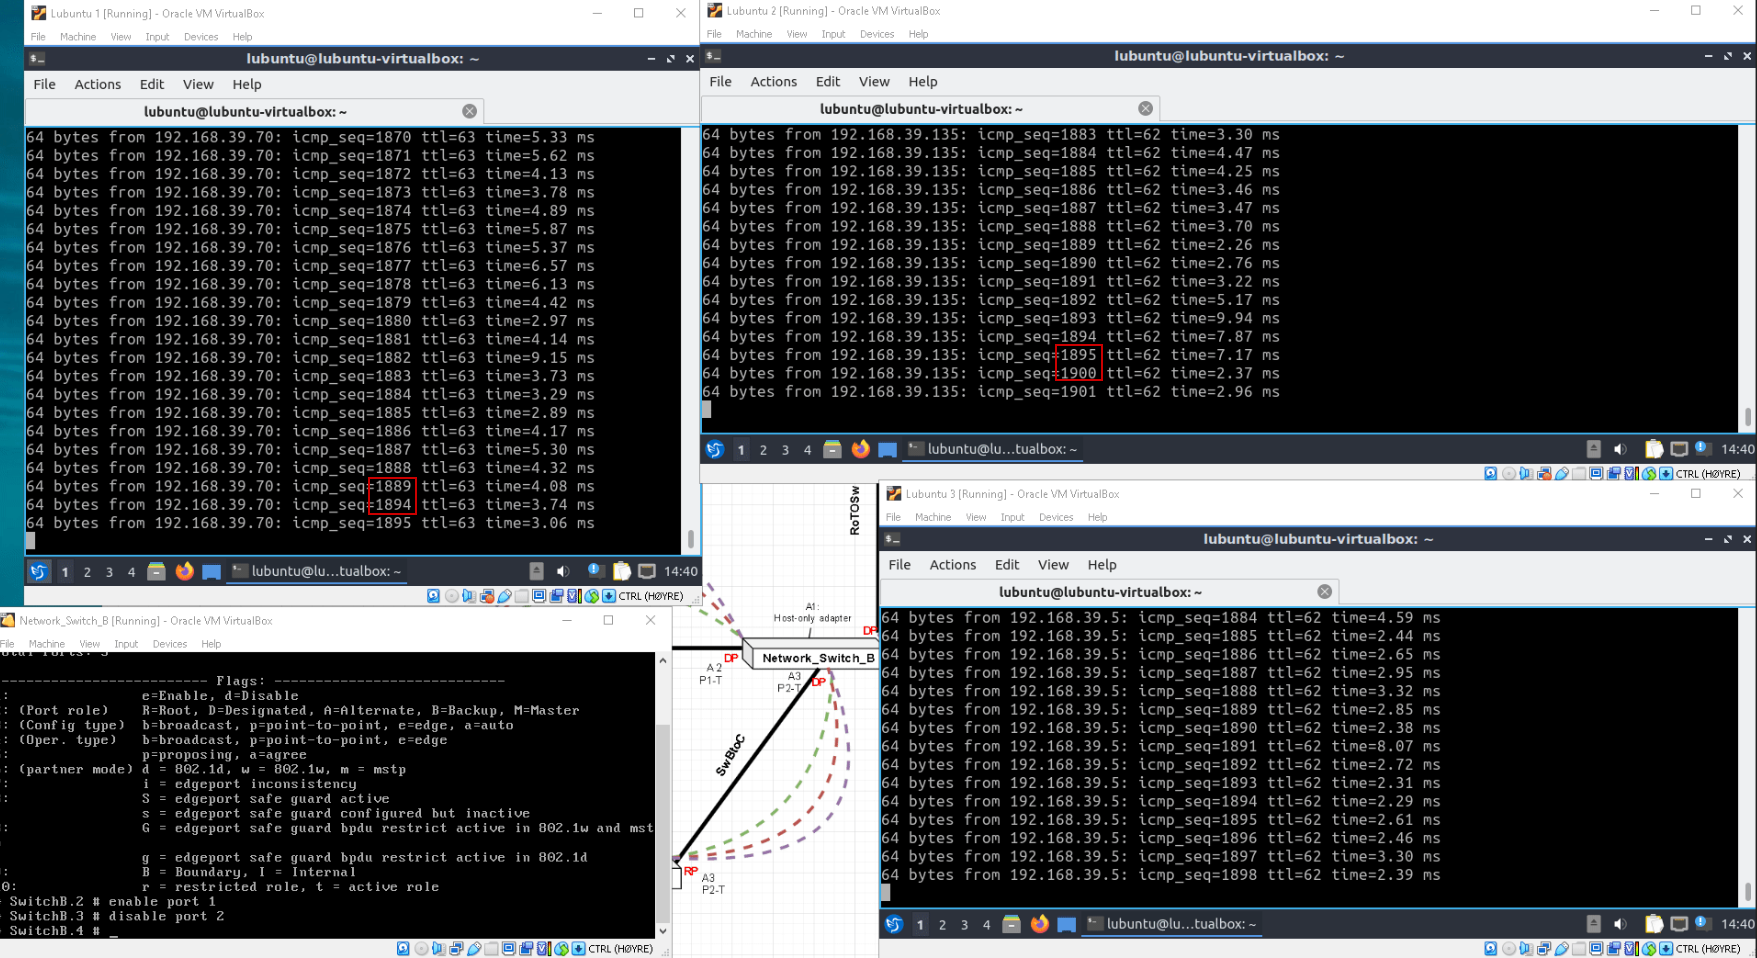 Lubuntu 1 [Running] - Oracle VM VirtualBox
File Machine View Input Devices Help
lubuntu@lubuntu-virtualbox: ~
File Actions Edit View Help
lubuntu@lubuntu-virtualbox: ~
64 bytes from 192.168.39.70: icmp_seq=1870 ttl=63 time=5.33 ms
64 bytes from 192.168.39.70: icmp_seq=1871 ttl=63 time=5.62 ms
64 bytes from 192.168.39.70: icmp_seq=1872 ttl=63 time=4.13 ms
64 bytes from 192.168.39.70: icmp_seq=1873 ttl=63 time=3.78 ms
64 bytes from 192.168.39.70: icmp_seq=1874 ttl=63 time=4.89 ms
64 bytes from 192.168.39.70: icmp_seq=1875 ttl=63 time=5.87 ms
64 bytes from 192.168.39.70: icmp_seq=1876 ttl=63 time=5.37 ms
64 bytes from 192.168.39.70: icmp_seq=1877 ttl=63 time=6.57 ms
64 bytes from 192.168.39.70: icmp_seq=1878 ttl=63 time=6.13 ms
64 bytes from 192.168.39.70: icmp_seq=1879 ttl=63 time=4.42 ms
64 bytes from 192.168.39.70: icmp_seq=1880 ttl=63 time=2.97 ms
64 bytes from 192.168.39.70: icmp_seq=1881 ttl=63 time=4.14 ms
64 bytes from 192.168.39.70: icmp_seq=1882 ttl=63 time=9.15 ms
64 bytes from 192.168.39.70: icmp_seq=1883 ttl=63 time=3.73 ms
64 bytes from 192.168.39.70: icmp_seq=1884 ttl=63 time=3.29 ms
64 bytes from 192.168.39.70: icmp_seq=1885 ttl=63 time=2.89 ms
64 bytes from 192.168.39.70: icmp_seq=1886 ttl=63 time=4.17 ms
64 bytes from 192.168.39.70: icmp_seq=1887 ttl=63 time=5.30 ms
64 bytes from 192.168.39.70: icmp_seq=1888 ttl=63 time=4.32 ms
64 bytes from 192.168.39.70: icmp_seq=1889 ttl=63 time=4.08 ms
64 bytes from 192.168.39.70: icmp_seq=1894 ttl=63 time=3.74 ms
64 bytes from 192.168.39.70: icmp_seq=1895 ttl=63 time=3.06 ms
1 2 3 4 lubuntu@lu...tualbox: ~ 14:40
CTRL (HØYRE)
Lubuntu 2 [Running] - Oracle VM VirtualBox
File Machine View Input Devices Help
lubuntu@lubuntu-virtualbox: ~
File Actions Edit View Help
lubuntu@lubuntu-virtualbox: ~
64 bytes from 192.168.39.135: icmp_seq=1883 ttl=62 time=3.30 ms
64 bytes from 192.168.39.135: icmp_seq=1884 ttl=62 time=4.47 ms
64 bytes from 192.168.39.135: icmp_seq=1885 ttl=62 time=4.25 ms
64 bytes from 192.168.39.135: icmp_seq=1886 ttl=62 time=3.46 ms
64 bytes from 192.168.39.135: icmp_seq=1887 ttl=62 time=3.47 ms
64 bytes from 192.168.39.135: icmp_seq=1888 ttl=62 time=3.70 ms
64 bytes from 192.168.39.135: icmp_seq=1889 ttl=62 time=2.26 ms
64 bytes from 192.168.39.135: icmp_seq=1890 ttl=62 time=2.76 ms
64 bytes from 192.168.39.135: icmp_seq=1891 ttl=62 time=3.22 ms
64 bytes from 192.168.39.135: icmp_seq=1892 ttl=62 time=5.17 ms
64 bytes from 192.168.39.135: icmp_seq=1893 ttl=62 time=9.94 ms
64 bytes from 192.168.39.135: icmp_seq=1894 ttl=62 time=7.87 ms
64 bytes from 192.168.39.135: icmp_seq=1895 ttl=62 time=7.17 ms
64 bytes from 192.168.39.135: icmp_seq=1900 ttl=62 time=2.37 ms
64 bytes from 192.168.39.135: icmp_seq=1901 ttl=62 time=2.96 ms
1 2 3 4 lubuntu@lu...tualbox: ~ 14:40
CTRL (HØYRE)
Network_Switch_B [Running] - Oracle VM VirtualBox
File Machine View Input Devices Help
otal Ports: 3
------------------------- Flags: ----------------------------
: e=Enable, d=Disable
: (Port role) R=Root, D=Designated, A=Alternate, B=Backup, M=Master
: (Config type) b=broadcast, p=point-to-point, e=edge, a=auto
: (Oper. type) b=broadcast, p=point-to-point, e=edge
: p=proposing, a=agree
: (partner mode) d = 802.1d, w = 802.1w, m = mstp
: i = edgeport inconsistency
: S = edgeport safe guard active
s = edgeport safe guard configured but inactive
: G = edgeport safe guard bpdu restrict active in 802.1w and mst
g = edgeport safe guard bpdu restrict active in 802.1d
: B = Boundary, I = Internal
0: r = restricted role, t = active role
SwitchB.2 # enable port 1
SwitchB.3 # disable port 2
SwitchB.4 # _
CTRL (HØYRE)
RoTOSw
A1:
Host-only adapter
DP
DP
Network_Switch_B
A2
P1-T
A3
P2-T
DP
SwBtoC
RP
A3
P2-T
Lubuntu 3 [Running] - Oracle VM VirtualBox
File Machine View Input Devices Help
lubuntu@lubuntu-virtualbox: ~
File Actions Edit View Help
lubuntu@lubuntu-virtualbox: ~
64 bytes from 192.168.39.5: icmp_seq=1884 ttl=62 time=4.59 ms
64 bytes from 192.168.39.5: icmp_seq=1885 ttl=62 time=2.44 ms
64 bytes from 192.168.39.5: icmp_seq=1886 ttl=62 time=2.65 ms
64 bytes from 192.168.39.5: icmp_seq=1887 ttl=62 time=2.95 ms
64 bytes from 192.168.39.5: icmp_seq=1888 ttl=62 time=3.32 ms
64 bytes from 192.168.39.5: icmp_seq=1889 ttl=62 time=2.85 ms
64 bytes from 192.168.39.5: icmp_seq=1890 ttl=62 time=2.38 ms
64 bytes from 192.168.39.5: icmp_seq=1891 ttl=62 time=8.07 ms
64 bytes from 192.168.39.5: icmp_seq=1892 ttl=62 time=2.72 ms
64 bytes from 192.168.39.5: icmp_seq=1893 ttl=62 time=2.31 ms
64 bytes from 192.168.39.5: icmp_seq=1894 ttl=62 time=2.29 ms
64 bytes from 192.168.39.5: icmp_seq=1895 ttl=62 time=2.61 ms
64 bytes from 192.168.39.5: icmp_seq=1896 ttl=62 time=2.46 ms
64 bytes from 192.168.39.5: icmp_seq=1897 ttl=62 time=3.30 ms
64 bytes from 192.168.39.5: icmp_seq=1898 ttl=62 time=2.39 ms
1 2 3 4 lubuntu@lu...tualbox: ~ 14:40
CTRL (HØYRE)